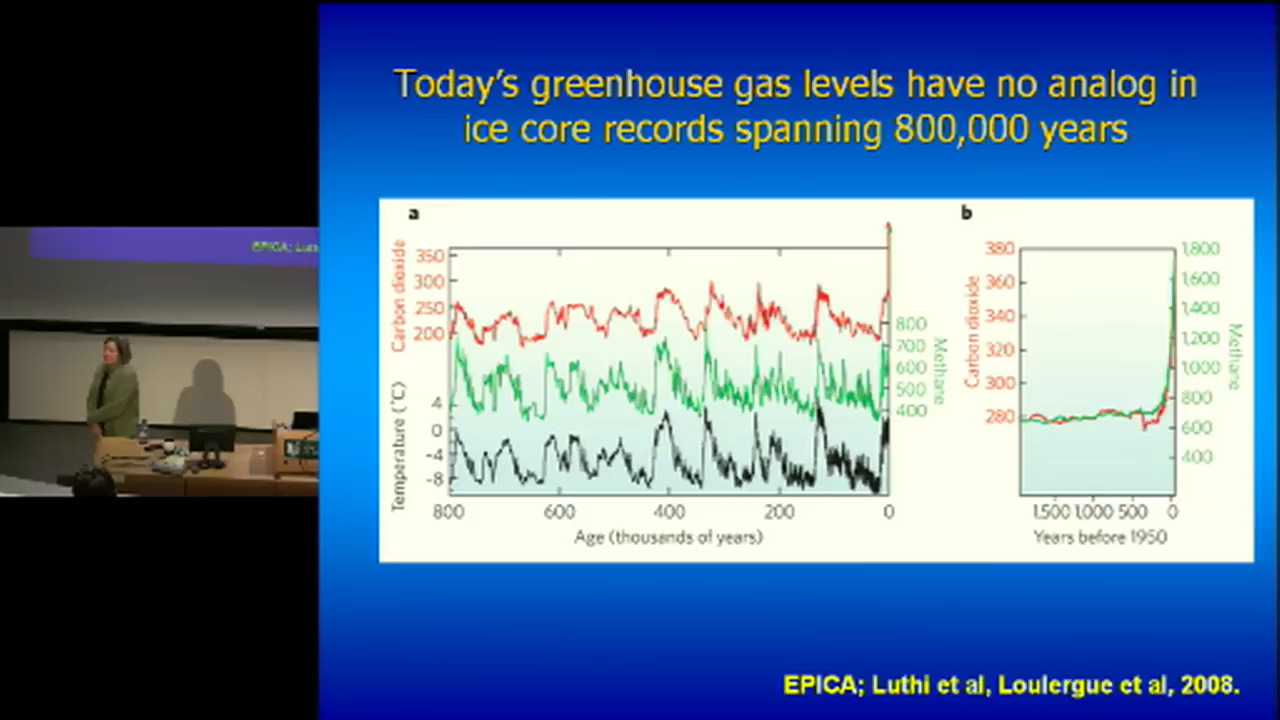 Today's greenhouse gas levels have no analog in
ice core records spanning 800,000 years
EPICA; Lut
a
Carbon dioxide
350
300
250
200
800
700
600
500
400
Methane
Temperature (°C)
4
0
-4
-8
800 600 400 200 0
Age (thousands of years)
b
Carbon dioxide
380
360
340
320
300
280
1,800
1,600
1,400
1,200
1000
800
600
400
Methane
1,500 1,000 500 0
Years before 1950
EPICA; Luthi et al, Loulergue et al, 2008.